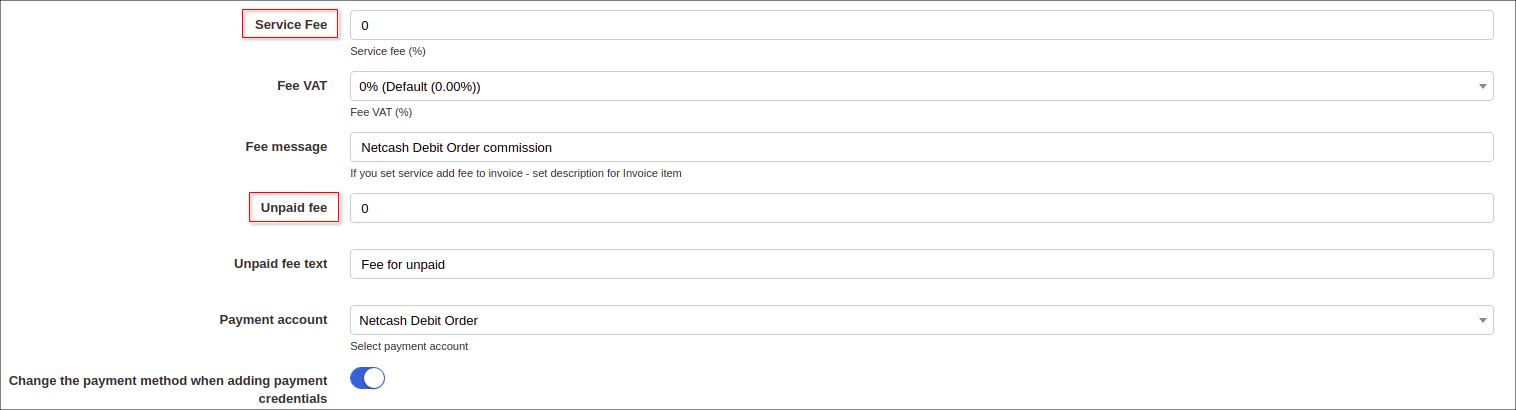 Service Fee
0
Service fee (%)
Fee VAT
0% (Default (0.00%))
Fee VAT (%)
Fee message
Netcash Debit Order commission
If you set service add fee to invoice - set description for Invoice item
Unpaid fee
0
Unpaid fee text
Fee for unpaid
Payment account
Netcash Debit Order
Select payment account
Change the payment method when adding payment
credentials